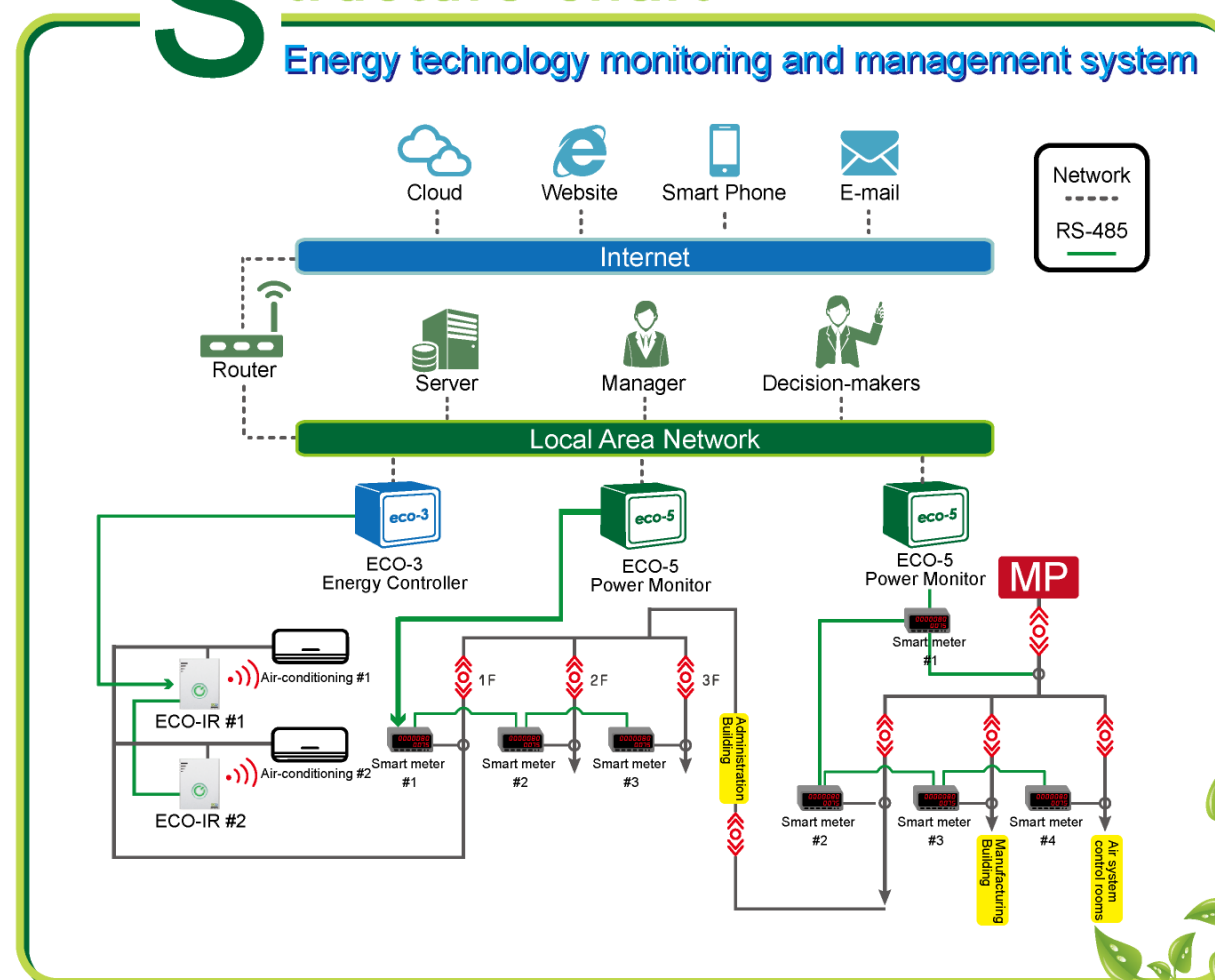 Energy technology monitoring and management system
Cloud
Website
Smart Phone
E-mail
Network
RS-485
Internet
Router
Server
Manager
Decision-makers
Local Area Network
eco-3
eco-5
eco-5
ECO-3
Energy Controller
ECO-5
Power Monitor
ECO-5
Power Monitor
MP
Smart meter
#1
Air-conditioning #1
ECO-IR #1
Air-conditioning #2
ECO-IR #2
1F
2F
3F
Smart meter
#1
Smart meter
#2
Smart meter
#3
Administration
Building
Smart meter
#2
Smart meter
#3
Smart meter
#4
Manufacturing
Building
Air system
control rooms